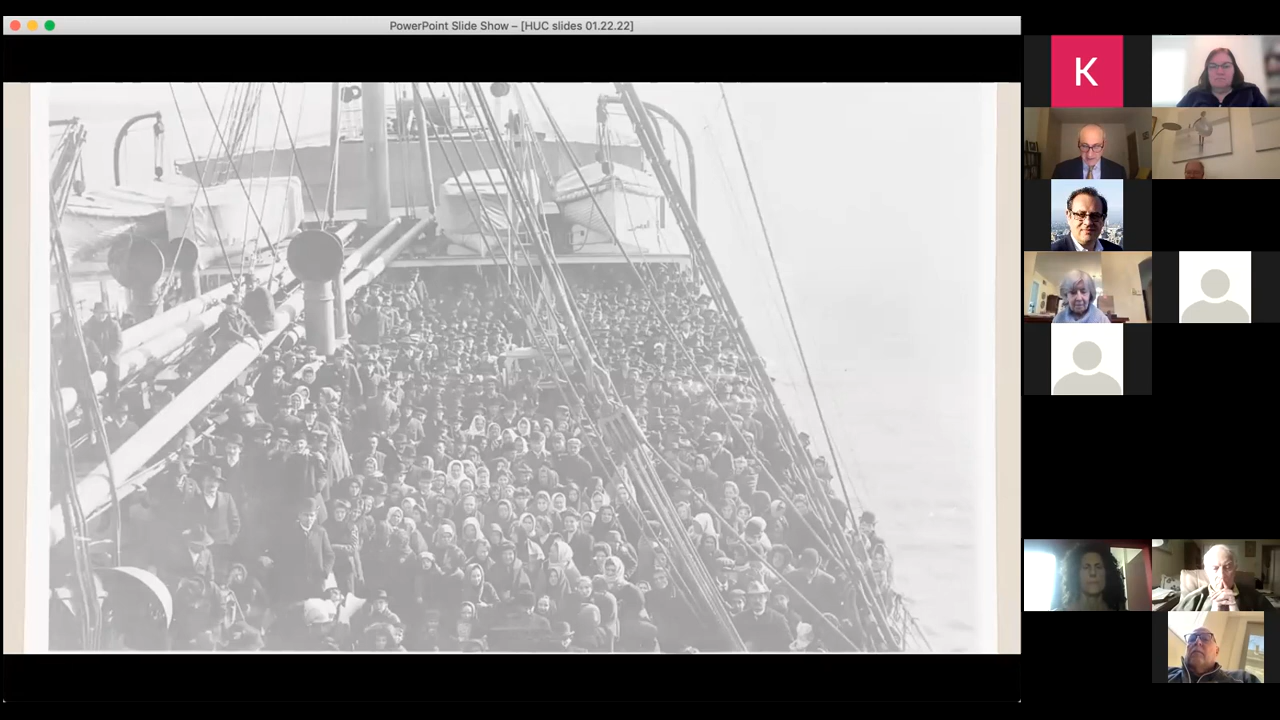 PowerPoint Slide Show – [HUC slides 01.22.22]
K